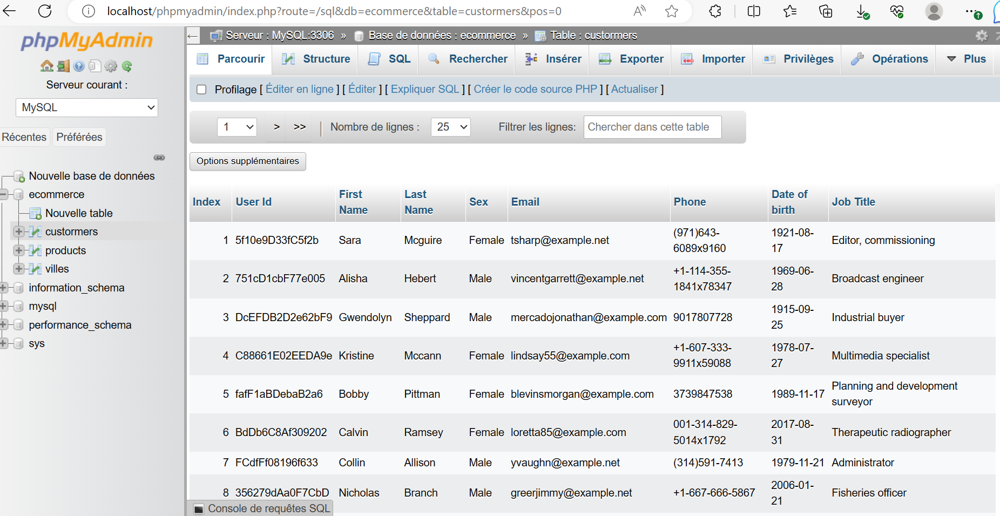 localhost/phpmyadmin/index.php?route=/sql&db=ecommerce&table=custormers&pos=0
phpMyAdmin
Serveur courant :
MySQL
Récentes Préférées
Nouvelle base de données
ecommerce
Nouvelle table
custormers
products
villes
information_schema
mysql
performance_schema
sys
Serveur : MySQL:3306 » Base de données : ecommerce » Table : custormers
Parcourir Structure SQL Rechercher Insérer Exporter Importer Privilèges Opérations Plus
Profilage [ Éditer en ligne ] [ Éditer ] [ Expliquer SQL ] [ Créer le code source PHP ] [ Actualiser ]
1 > >> Nombre de lignes : 25 Filtrer les lignes: Chercher dans cette table
Options supplémentaires
Index User Id First Name Last Name Sex Email Phone Date of birth Job Title
1 5f10e9D33fC5f2b Sara Mcguire Female tsharp@example.net (971)643-6089x9160 1921-08-17 Editor, commissioning
2 751cD1cbF77e005 Alisha Hebert Male vincentgarrett@example.net +1-114-355-1841x78347 1969-06-28 Broadcast engineer
3 DcEFDB2D2e62bF9 Gwendolyn Sheppard Male mercadojonathan@example.com 9017807728 1915-09-25 Industrial buyer
4 C88661E02EEDA9e Kristine Mccann Female lindsay55@example.com +1-607-333-9911x59088 1978-07-27 Multimedia specialist
5 fafF1aBDebaB2a6 Bobby Pittman Female blevinsmorgan@example.com 3739847538 1989-11-17 Planning and development surveyor
6 BdDb6C8Af309202 Calvin Ramsey Female loretta85@example.com 001-314-829-5014x1792 2017-08-31 Therapeutic radiographer
7 FCdfFf08196f633 Collin Allison Male yvaughn@example.net (314)591-7413 1979-11-21 Administrator
8 356279dAa0F7CbD Nicholas Branch Male greerjimmy@example.net +1-667-666-5867 2006-01-21 Fisheries officer
Console de requêtes SQL